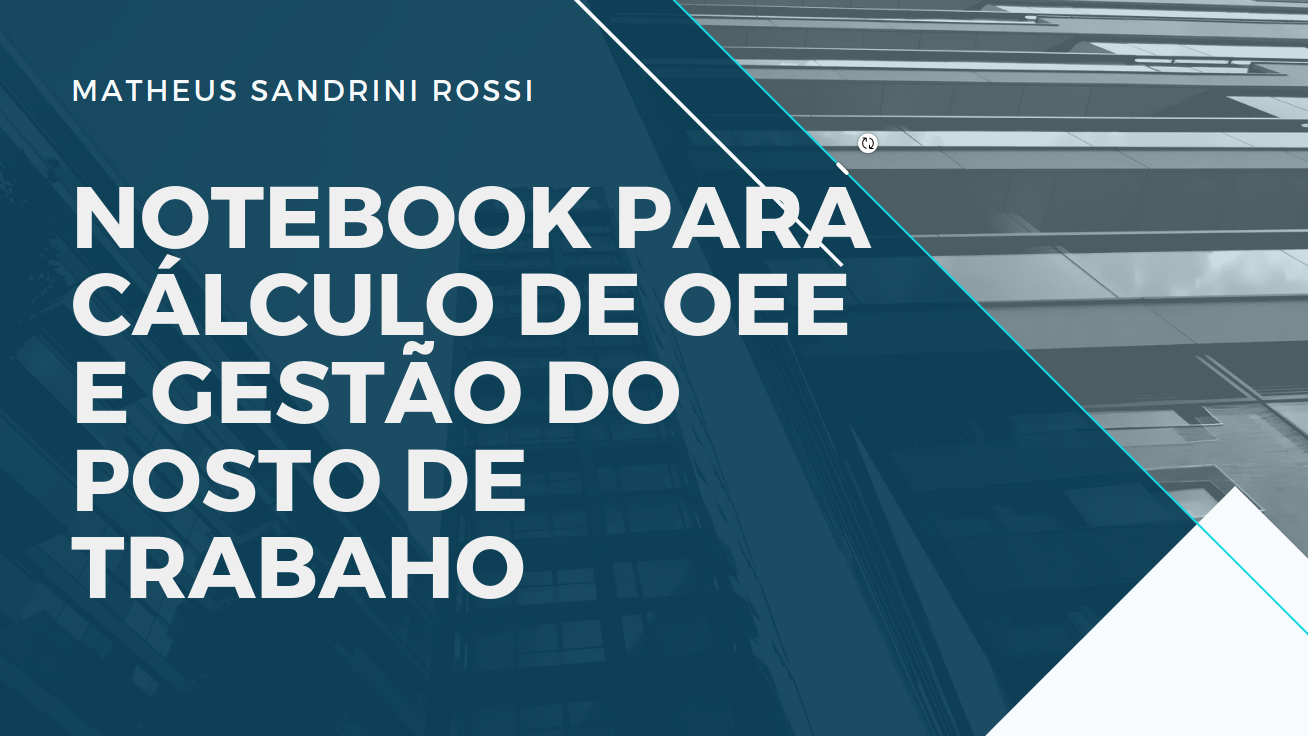 MATHEUS SANDRINI ROSSI
NOTEBOOK PARA
CÁLCULO DE OEE
E GESTÃO DO
POSTO DE
TRABAHO